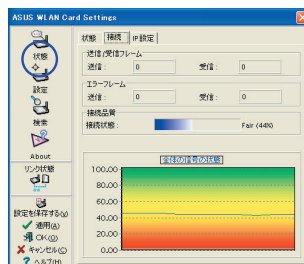 ASUS WLAN Card Settings
状態 接続 IP設定
送信/受信フレーム
送信: 0 受信: 0
エラーフレーム
送信: 0 受信: 0
接続品質
接続状態: Fair (44%)
100.00
80.00
60.00
40.00
20.00
0.00
状態
設定
検索
About
リンク状態
設定を保存する(V)
適用(A)
OK(O)
キャンセル(C)
ヘルプ(H)